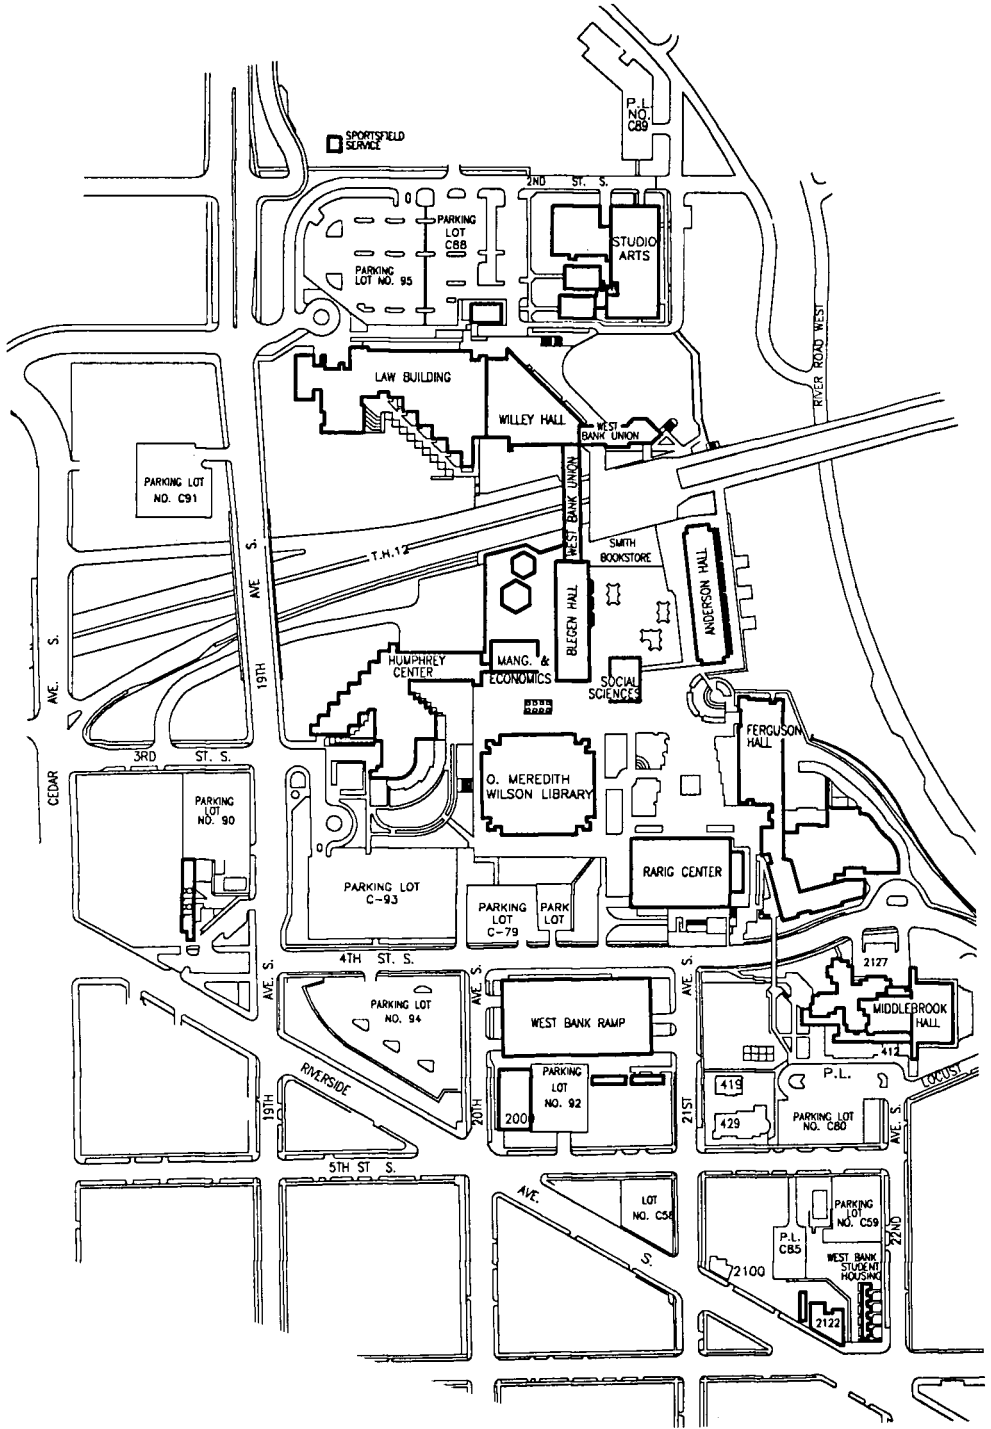 P.L.
NO.
C89
SPORTSFIELD
SERVICE
2ND ST. S.
PARKING
LOT
C88
STUDIO
ARTS
PARKING
LOT NO. 95
RIVER ROAD WEST
LAW BUILDING
WILLEY HALL
WEST
BANK UNION
WEST BANK UNION
PARKING LOT
NO. C91
T.H.12
SMITH
BOOKSTORE
ANDERSON HALL
BLEGEN HALL
19TH AVE S.
CEDAR AVE. S.
HUMPHREY
CENTER
MANG. &
ECONOMICS
SOCIAL
SCIENCES
FERGUSON
HALL
3RD ST. S.
O. MEREDITH
WILSON LIBRARY
PARKING
LOT
NO. 90
RARIG CENTER
PARKING LOT
C-93
PARKING
LOT
C-79
PARK
LOT
4TH ST. S.
2127
PARKING LOT
NO. 94
WEST BANK RAMP
MIDDLEBROOK
HALL
412
P.L.
LOCUST
RIVERSIDE
AVE. S.
19TH
20TH
AVE. S.
21ST
AVE. S.
PARKING
LOT
NO. 92
200
419
429
PARKING LOT
NO. C80
22ND
AVE. S.
5TH ST S.
AVE.
S.
LOT
NO. C58
PARKING
LOT
NO. C59
P.L.
C85
WEST BANK
STUDENT
HOUSING
2100
2122